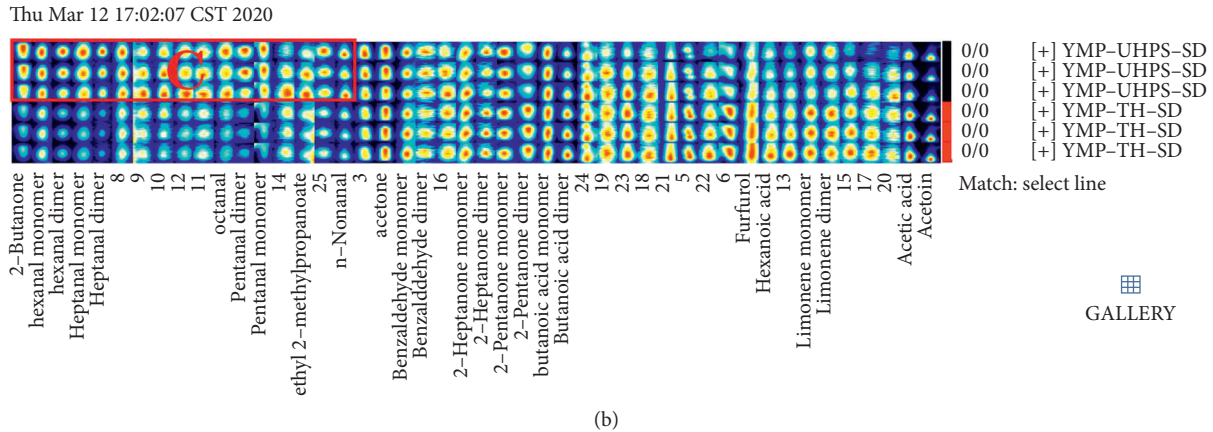 Thu Mar 12 17:02:07 CST 2020
C
0/0 [+] YMP–UHPS–SD
0/0 [+] YMP–UHPS–SD
0/0 [+] YMP–UHPS–SD
0/0 [+] YMP–TH–SD
0/0 [+] YMP–TH–SD
0/0 [+] YMP–TH–SD
Match: select line
2–Butanone
hexanal monomer
hexanal dimer
Heptanal monomer
Heptanal dimer
8
9
10
12
11
octanal
Pentanal dimer
Pentanal monomer
14
ethyl 2–methylpropanoate
25
n–Nonanal
3
acetone
Benzaldehyde monomer
Benzalddehyde dimer
16
2–Heptanone monomer
2–Heptanone dimer
2–Pentanone monomer
2–Pentanone dimer
butanoic acid monomer
Butanoic acid dimer
24
19
23
18
21
5
22
6
Furfurol
Hexanoic acid
13
Limonene monomer
Limonene dimer
15
17
20
Acetic acid
Acetoin
GALLERY
(b)